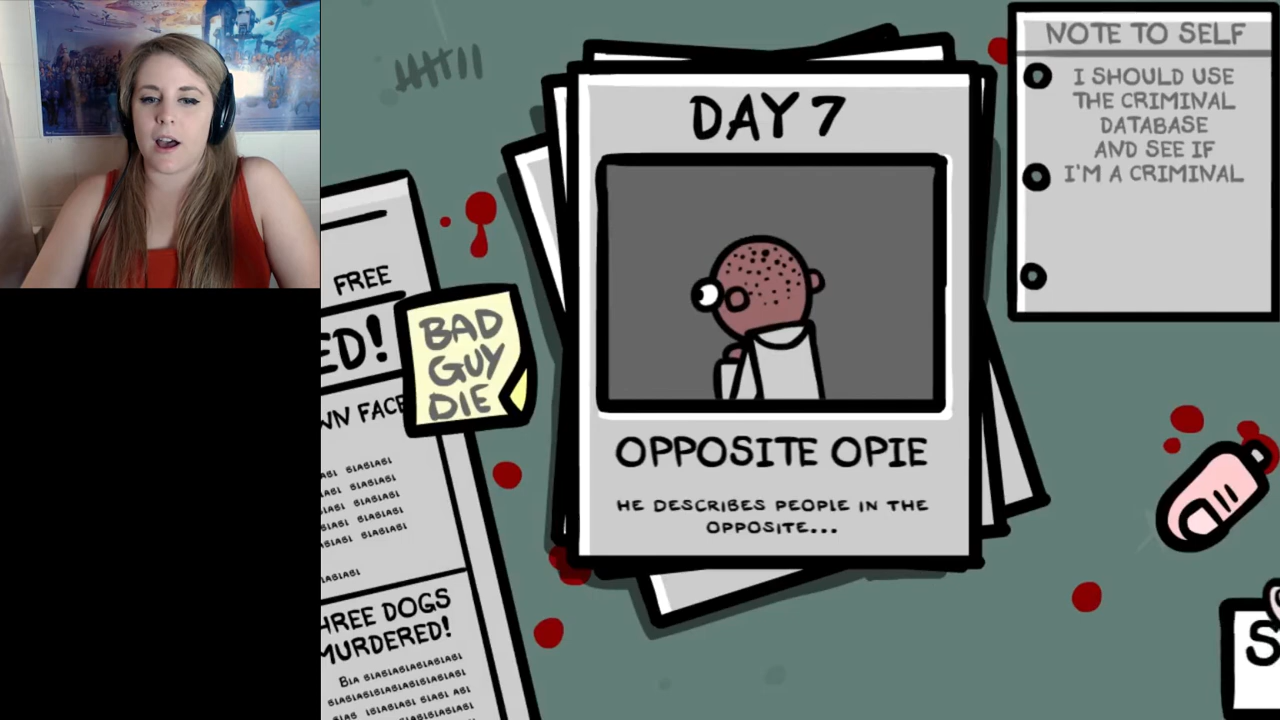 NOTE TO SELF
I SHOULD USE
THE CRIMINAL
DATABASE
AND SEE IF
I'M A CRIMINAL
DAY 7
OPPOSITE OPIE
HE DESCRIBES PEOPLE IN THE
OPPOSITE...
BAD
GUY
DIE
FREE
ED!
WN FACE
HREE DOGS
MURDERED!
S